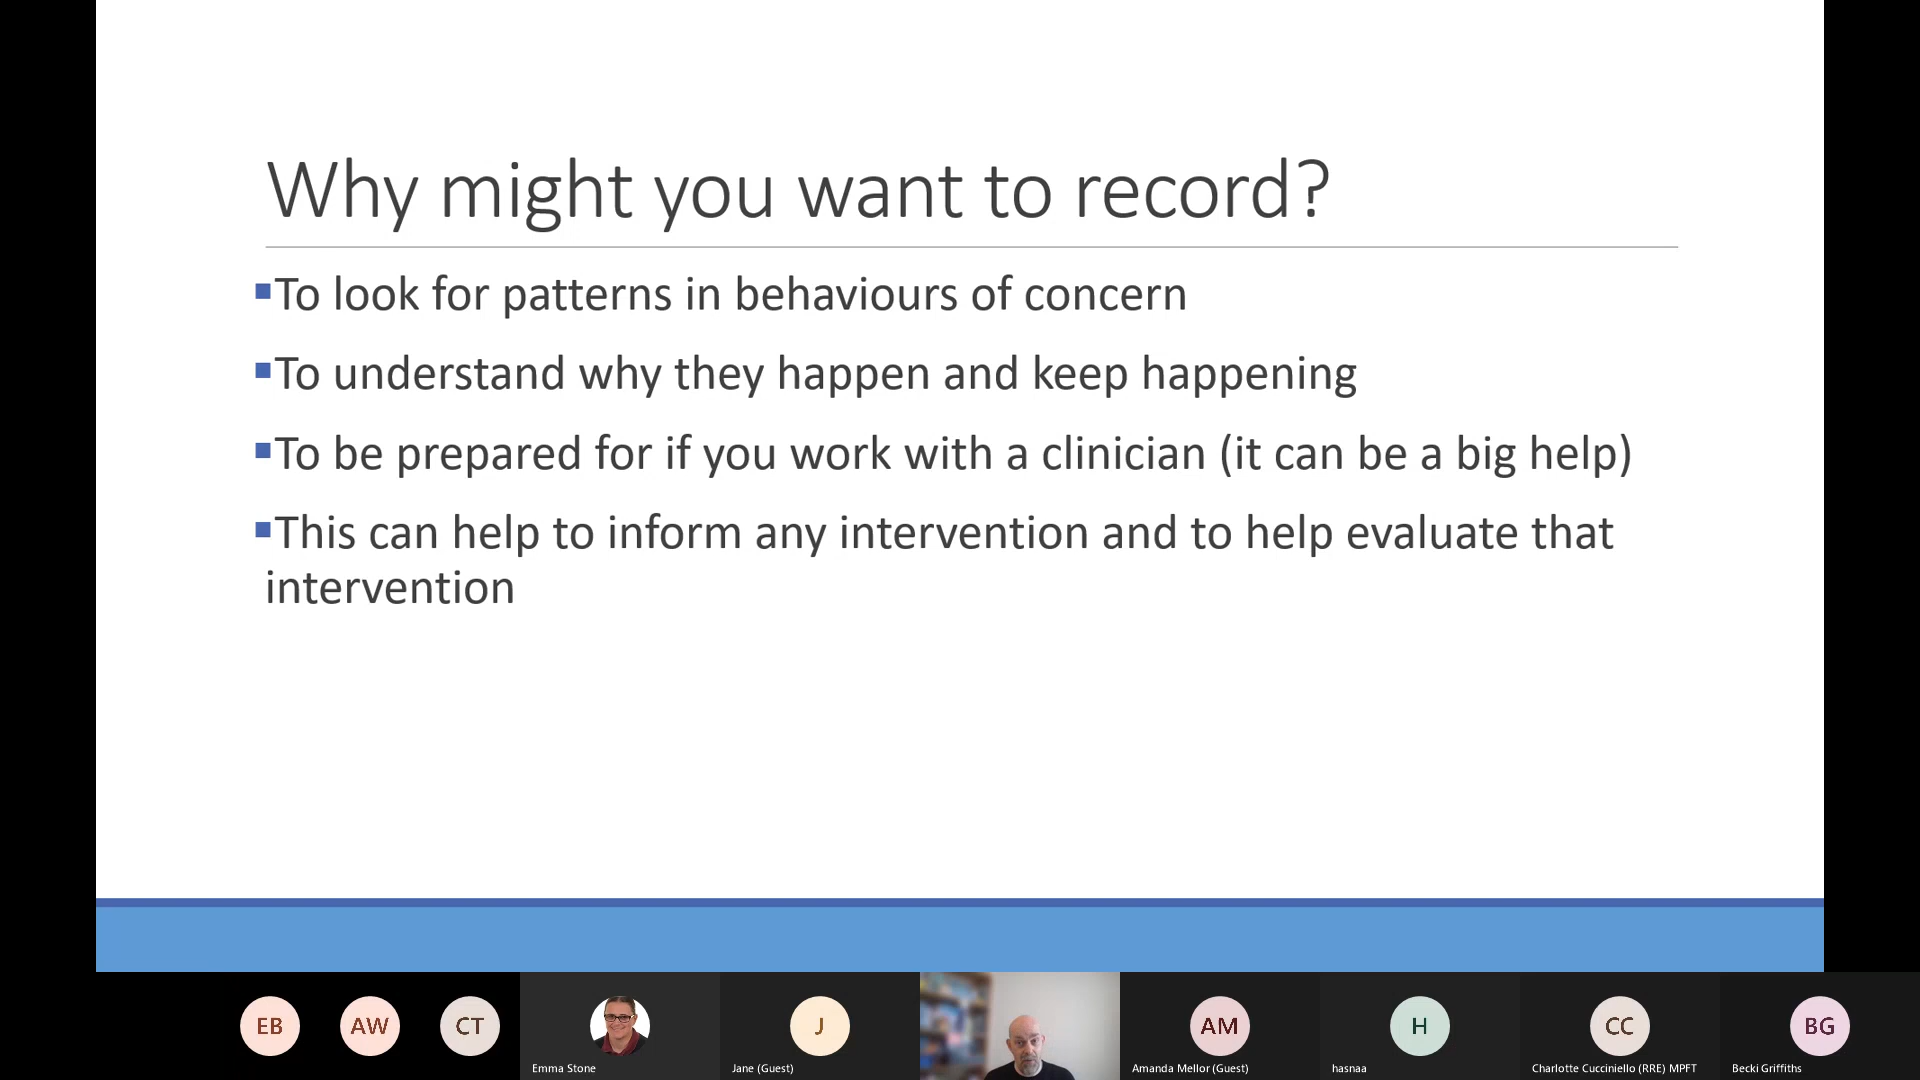 Why might you want to record?
▪To look for patterns in behaviours of concern
▪To understand why they happen and keep happening
▪To be prepared for if you work with a clinician (it can be a big help)
▪This can help to inform any intervention and to help evaluate that
intervention
EB
AW
CT
Emma Stone
J
Jane (Guest)
AM
Amanda Mellor (Guest)
H
hasnaa
CC
Charlotte Cucciniello (RRE) MPFT
BG
Becki Griffiths